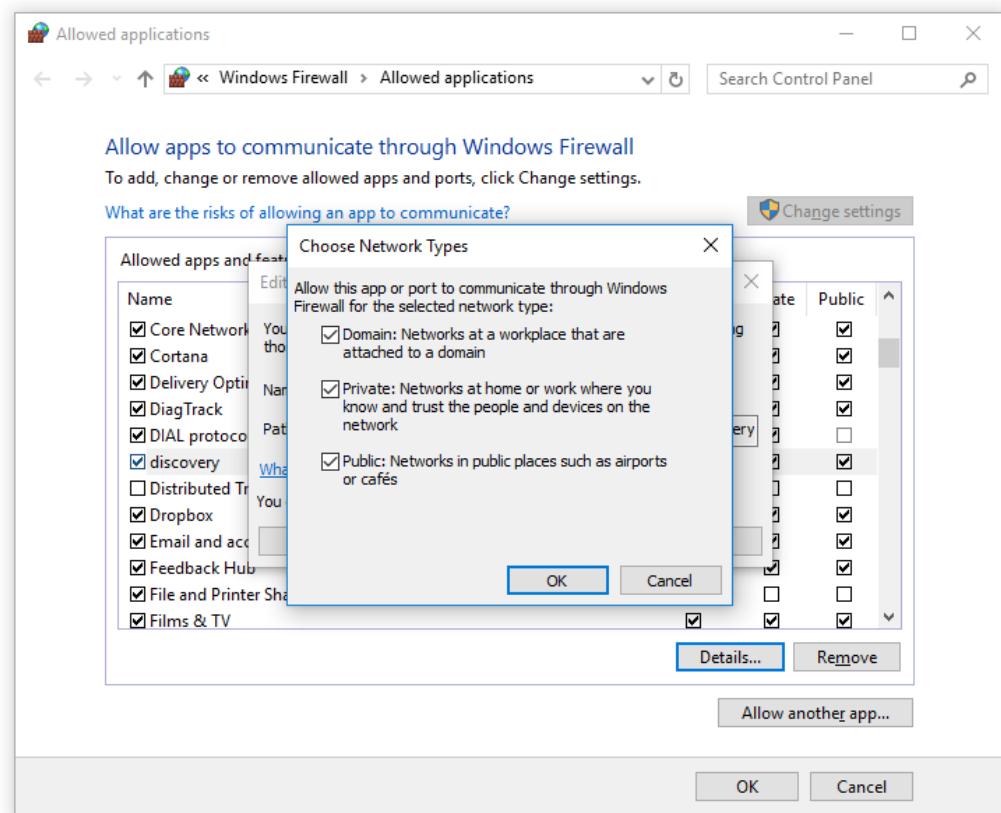 Allowed applications
« Windows Firewall › Allowed applications
Search Control Panel
Allow apps to communicate through Windows Firewall
To add, change or remove allowed apps and ports, click Change settings.
What are the risks of allowing an app to communicate?
Change settings
Allowed apps and
Name
Public
Core Network
Cortana
Delivery
DiagTrack
DIAL
discovery
Distributed
Dropbox
Email and
Feedback Hub
File and Printer
Films & TV
Choose Network Types
Allow this app or port to communicate through Windows
Firewall for the selected network type:
Domain: Networks at a workplace that are
attached to a domain
Private: Networks at home or work where you
know and trust the people and devices on the
network
Public: Networks in public places such as airports
or cafés
OK
Cancel
Edit
You
Details...
Remove
Allow another app...
OK
Cancel